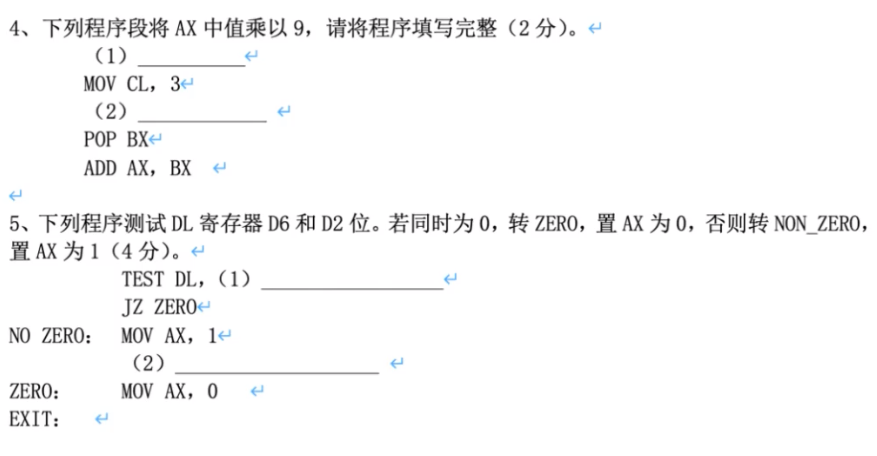 4、下列程序段将 AX 中值乘以 9，请将程序填写完整（2 分）。↵
（1）__________↵
MOV CL，3↵
（2）____________ ↵
POP BX↵
ADD AX，BX ↵
↵
5、下列程序测试 DL 寄存器 D6 和 D2 位。若同时为 0，转 ZERO，置 AX 为 0，否则转 NON_ZERO，
置 AX 为 1（4 分）。↵
TEST DL，（1）_________________↵
JZ ZERO↵
NO ZERO： MOV AX，1↵
（2）___________________ ↵
ZERO： MOV AX，0 ↵
EXIT： ↵